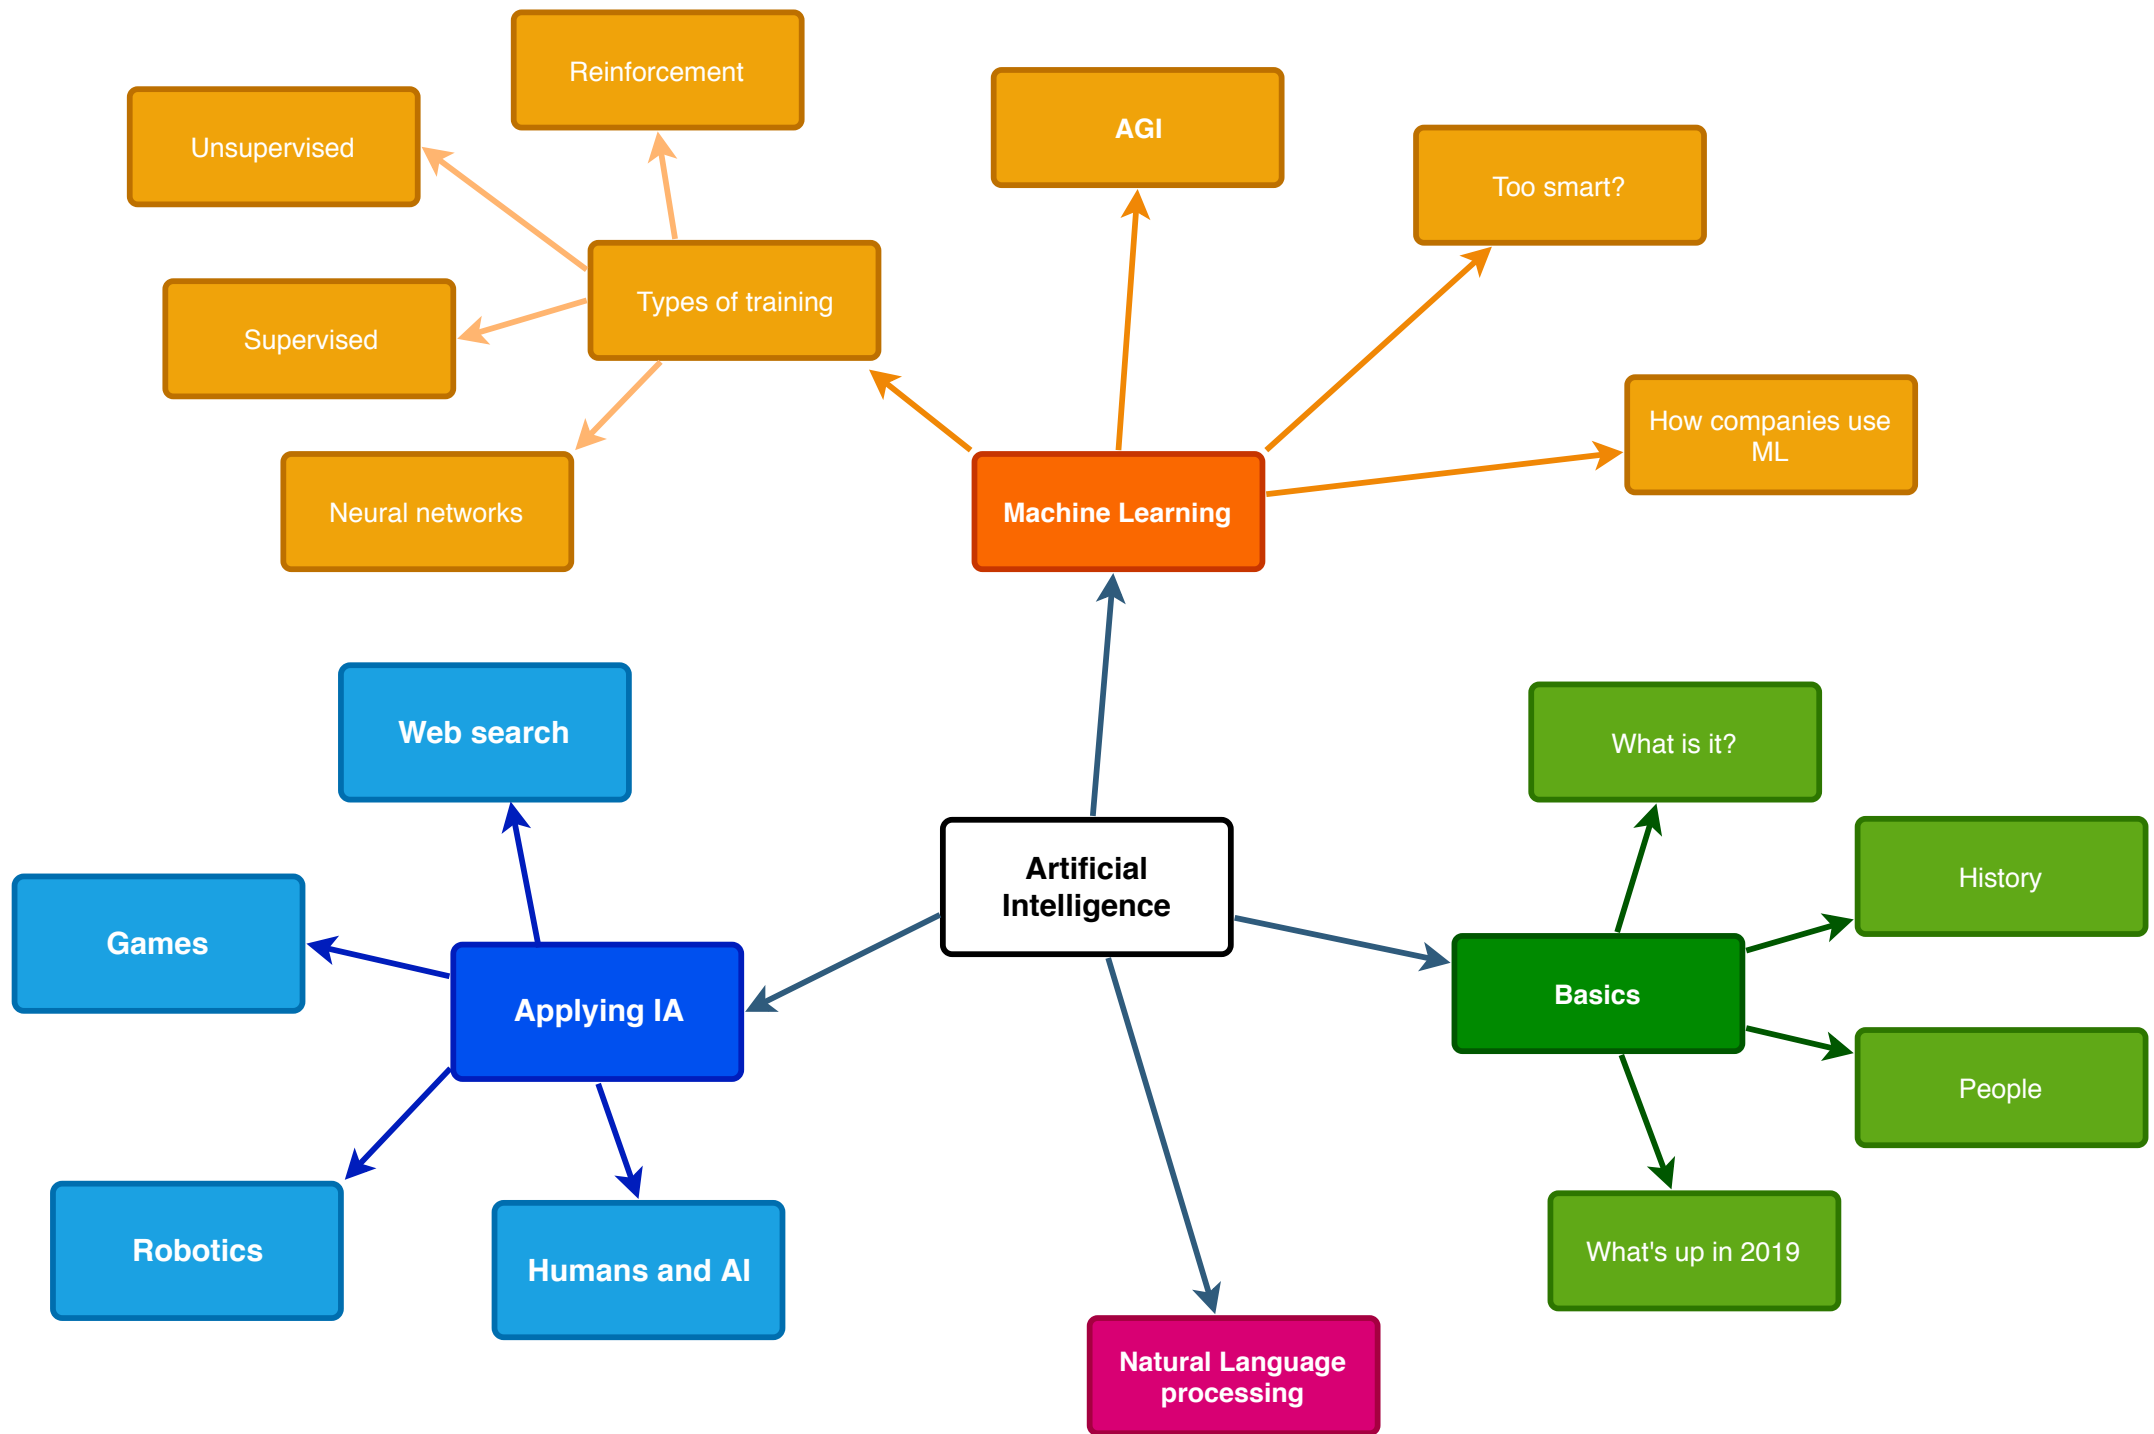 Reinforcement
AGI
Unsupervised
Too smart?
Types of training
Supervised
How companies use
ML
Neural networks
Machine Learning
Web search
What is it?
Artificial
Intelligence
History
Games
Applying IA
Basics
People
Robotics
Humans and AI
What's up in 2019
Natural Language
processing